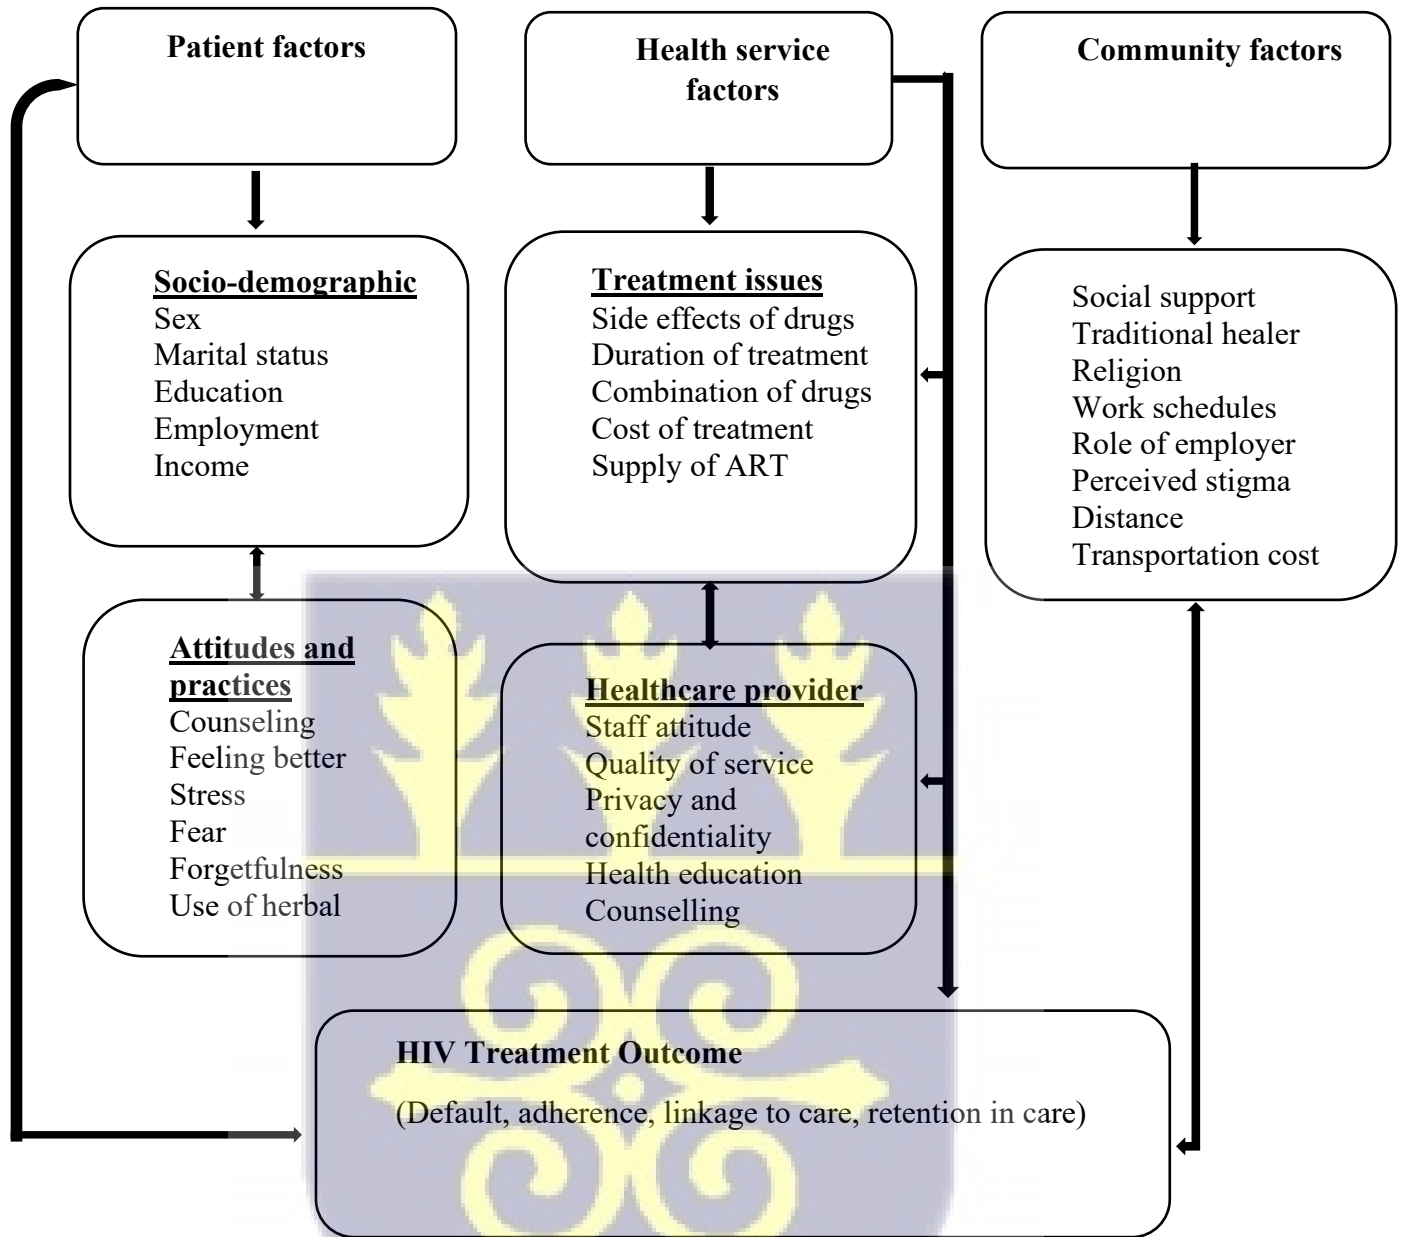 Patient factors
Health service
factors
Community factors
Socio-demographic
Sex
Marital status
Education
Employment
Income
Treatment issues
Side effects of drugs
Duration of treatment
Combination of drugs
Cost of treatment
Supply of ART
Social support
Traditional healer
Religion
Work schedules
Role of employer
Perceived stigma
Distance
Transportation cost
Attitudes and
practices
Counseling
Feeling better
Stress
Fear
Forgetfulness
Use of herbal
Healthcare provider
Staff attitude
Quality of service
Privacy and
confidentiality
Health education
Counselling
HIV Treatment Outcome
(Default, adherence, linkage to care, retention in care)